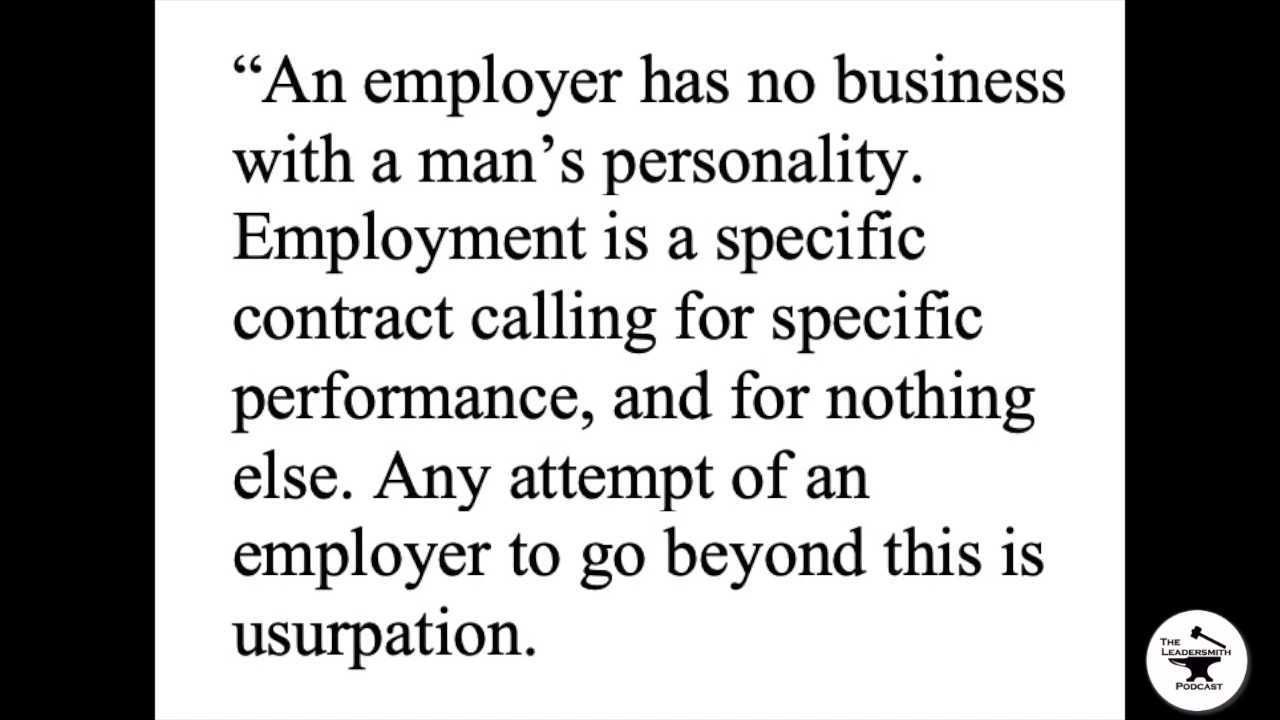 “An employer has no business
with a man’s personality.
Employment is a specific
contract calling for specific
performance, and for nothing
else. Any attempt of an
employer to go beyond this is
usurpation.
THE
LEADERSMITH
PODCAST